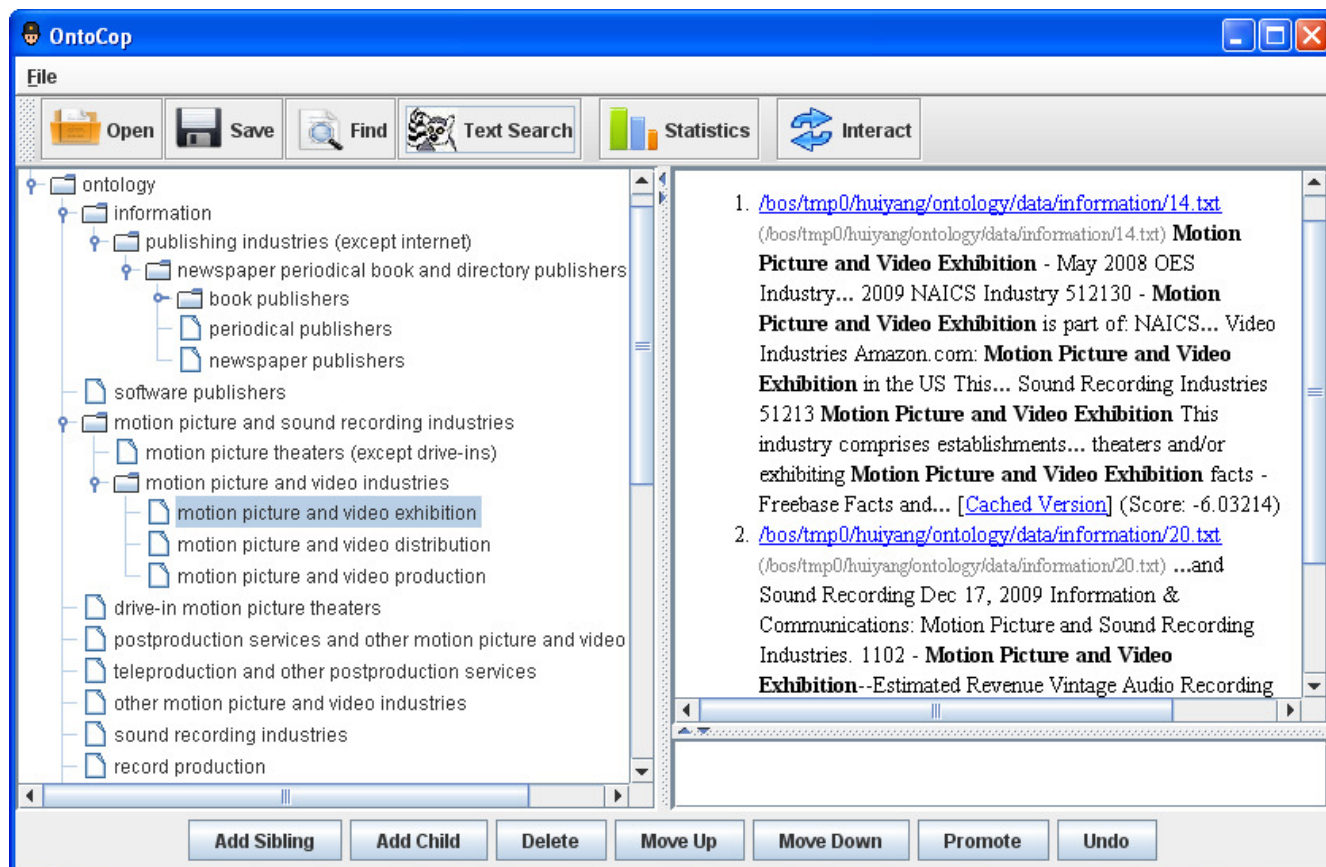 OntoCop
File
Open Save Find Text Search Statistics Interact
ontology
information
publishing industries (except internet)
newspaper periodical book and directory publishers
book publishers
periodical publishers
newspaper publishers
software publishers
motion picture and sound recording industries
motion picture theaters (except drive-ins)
motion picture and video industries
motion picture and video exhibition
motion picture and video distribution
motion picture and video production
drive-in motion picture theaters
postproduction services and other motion picture and video
teleproduction and other postproduction services
other motion picture and video industries
sound recording industries
record production
1. /bos/tmp0/huiyang/ontology/data/information/14.txt
(/bos/tmp0/huiyang/ontology/data/information/14.txt) Motion
Picture and Video Exhibition - May 2008 OES
Industry... 2009 NAICS Industry 512130 - Motion
Picture and Video Exhibition is part of: NAICS... Video
Industries Amazon.com: Motion Picture and Video
Exhibition in the US This... Sound Recording Industries
51213 Motion Picture and Video Exhibition This
industry comprises establishments... theaters and/or
exhibiting Motion Picture and Video Exhibition facts -
Freebase Facts and... [Cached Version] (Score: -6.03214)
2. /bos/tmp0/huiyang/ontology/data/information/20.txt
(/bos/tmp0/huiyang/ontology/data/information/20.txt) ...and
Sound Recording Dec 17, 2009 Information &
Communications: Motion Picture and Sound Recording
Industries. 1102 - Motion Picture and Video
Exhibition--Estimated Revenue Vintage Audio Recording
Add Sibling Add Child Delete Move Up Move Down Promote Undo